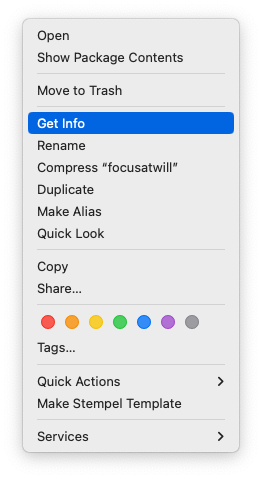 Open
Show Package Contents
Move to Trash
Get Info
Rename
Compress “focusatwill”
Duplicate
Make Alias
Quick Look
Copy
Share...
Tags...
Quick Actions
Make Stempel Template
Services